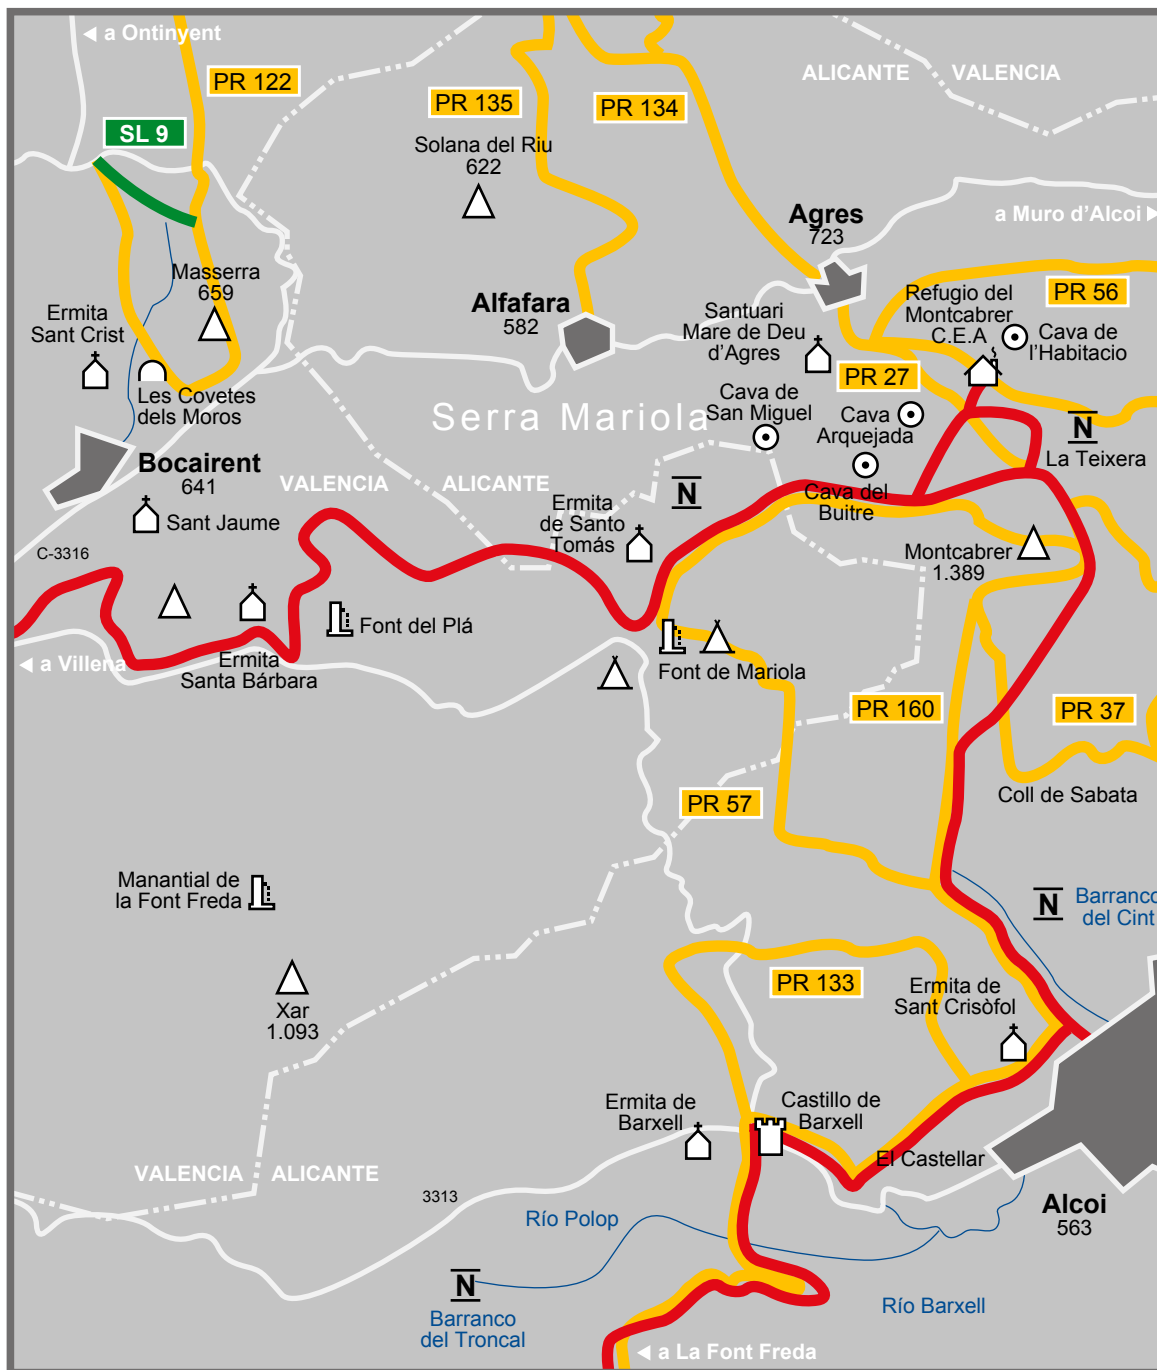 ◄ a Ontinyent
PR 122
SL 9
PR 135
PR 134
ALICANTE
VALENCIA
Solana del Riu
622
Agres
723
a Muro d'Alcoi ►
Masserra
659
Ermita
Sant Crist
Alfafara
582
Santuari
Mare de Deu
d'Agres
Refugio del
Montcabrer
C.E.A
PR 56
Cava de
l'Habitacio
PR 27
Les Covetes
dels Moros
Serra Mariola
Cava de
San Miguel
Cava
Arquejada
N
La Teixera
Bocairent
641
VALENCIA
ALICANTE
N
Cava del
Buitre
Sant Jaume
Ermita
de Santo
Tomás
C-3316
Montcabrer
1.389
Font del Plá
◄ a Villena
Ermita
Santa Bárbara
Font de Mariola
PR 160
PR 37
Coll de Sabata
PR 57
Manantial de
la Font Freda
N
Barranco
del Cint
PR 133
Ermita de
Sant Crisòfol
Xar
1.093
Ermita de
Barxell
Castillo de
Barxell
El Castellar
VALENCIA
ALICANTE
3313
Río Polop
Alcoi
563
N
Barranco
del Troncal
Río Barxell
◄ a La Font Freda